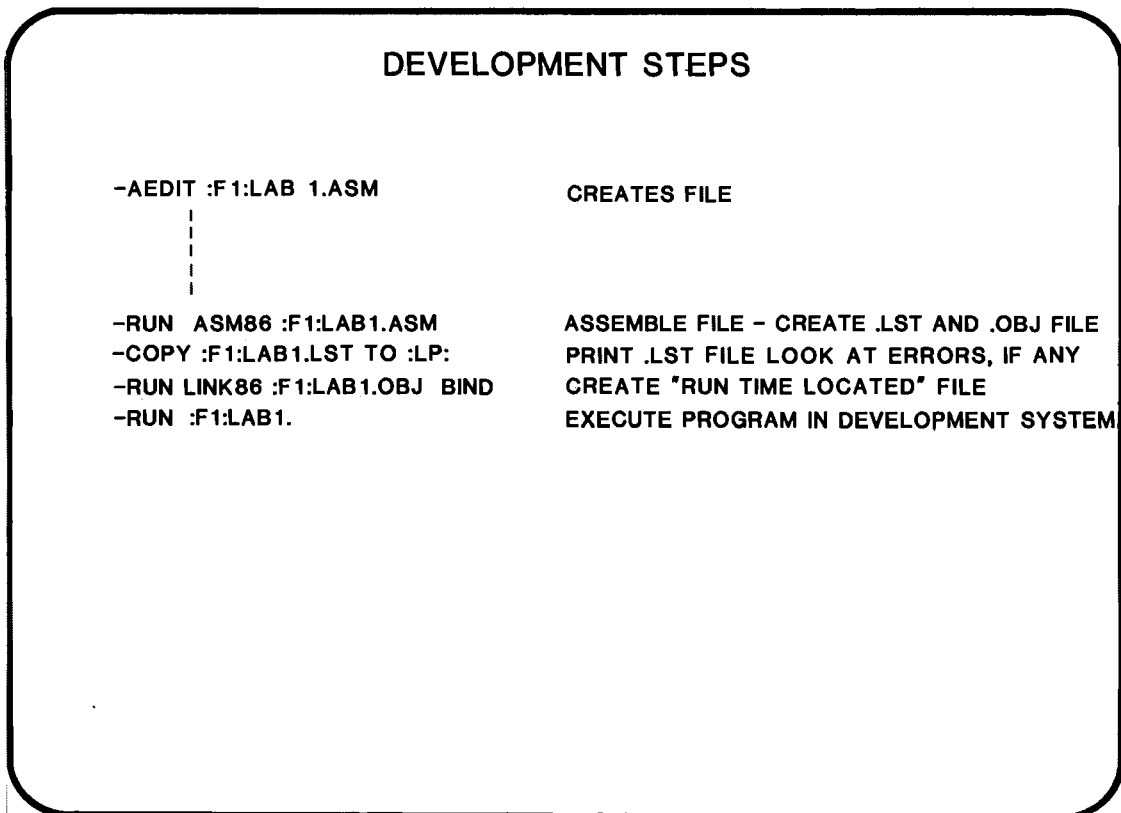 DEVELOPMENT STEPS
-AEDIT :F1:LAB 1.ASM CREATES FILE
-RUN ASM86 :F1:LAB1.ASM ASSEMBLE FILE - CREATE .LST AND .OBJ FILE
-COPY :F1:LAB1.LST TO :LP: PRINT .LST FILE LOOK AT ERRORS, IF ANY
-RUN LINK86 :F1:LAB1.OBJ BIND CREATE "RUN TIME LOCATED" FILE
-RUN :F1:LAB1. EXECUTE PROGRAM IN DEVELOPMENT SYSTEM